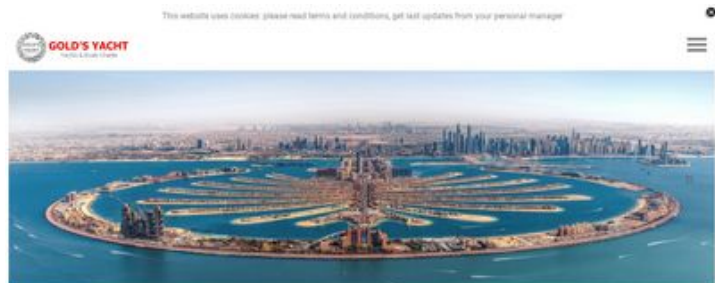 This website uses cookies: please read terms and conditions, get last updates from your personal manager
GOLD'S YACHT